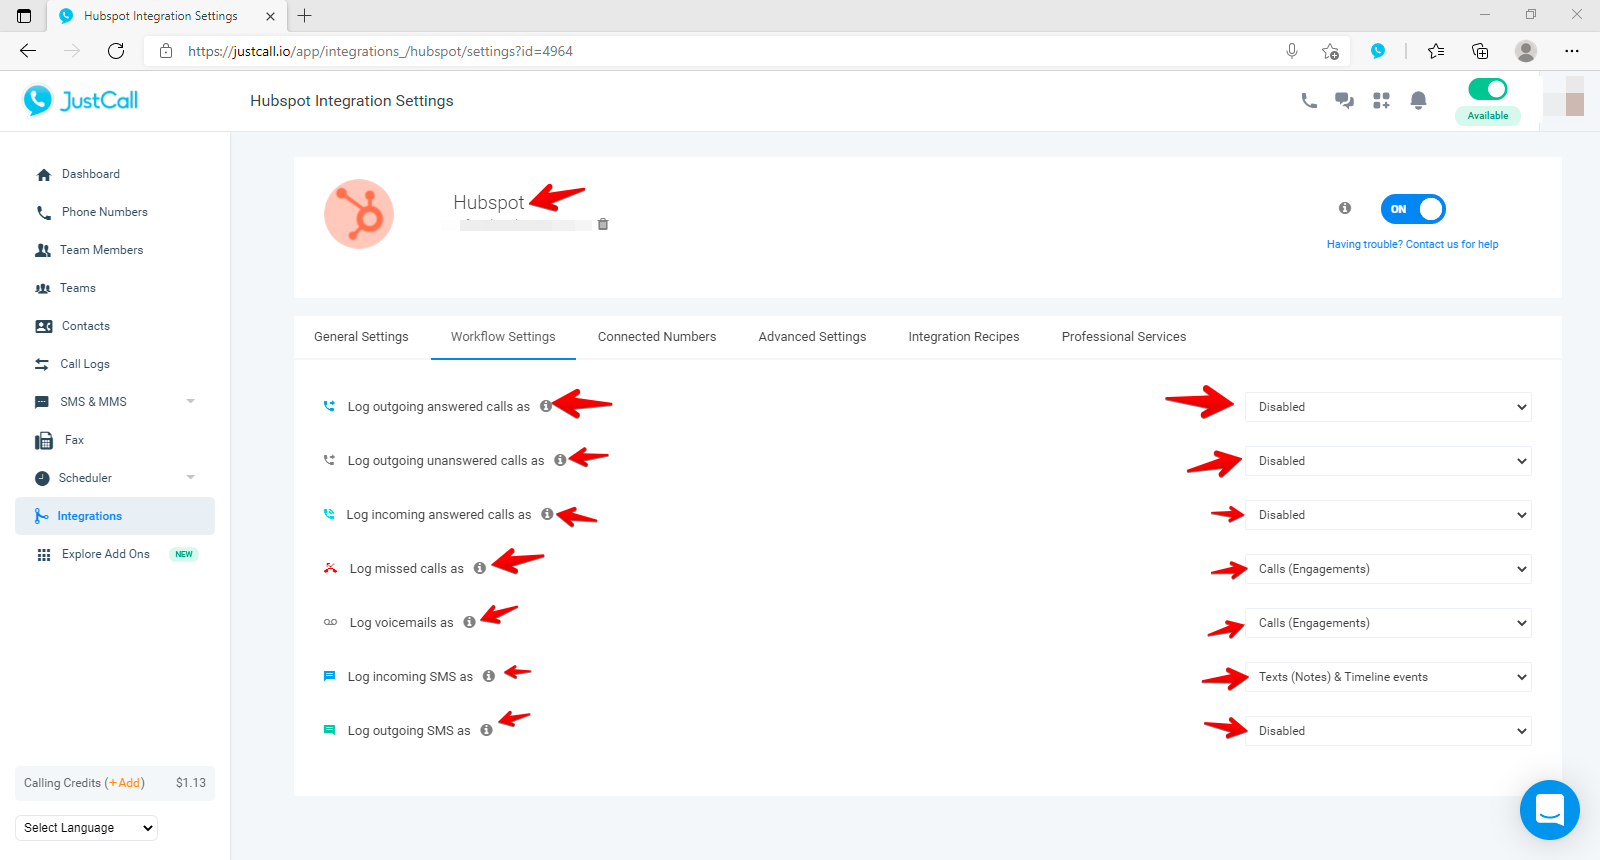 Hubspot Integration Settings
https://justcall.io/app/integrations_/hubspot/settings?id=4964
JustCall
Hubspot Integration Settings
Available
Dashboard
Phone Numbers
Team Members
Teams
Contacts
Call Logs
SMS & MMS
Fax
Scheduler
Integrations
Explore Add Ons NEW
Calling Credits (+Add) $1.13
Select Language
Hubspot
ON
Having trouble? Contact us for help
General Settings Workflow Settings Connected Numbers Advanced Settings Integration Recipes Professional Services
Log outgoing answered calls as Disabled
Log outgoing unanswered calls as Disabled
Log incoming answered calls as Disabled
Log missed calls as Calls (Engagements)
Log voicemails as Calls (Engagements)
Log incoming SMS as Texts (Notes) & Timeline events
Log outgoing SMS as Disabled